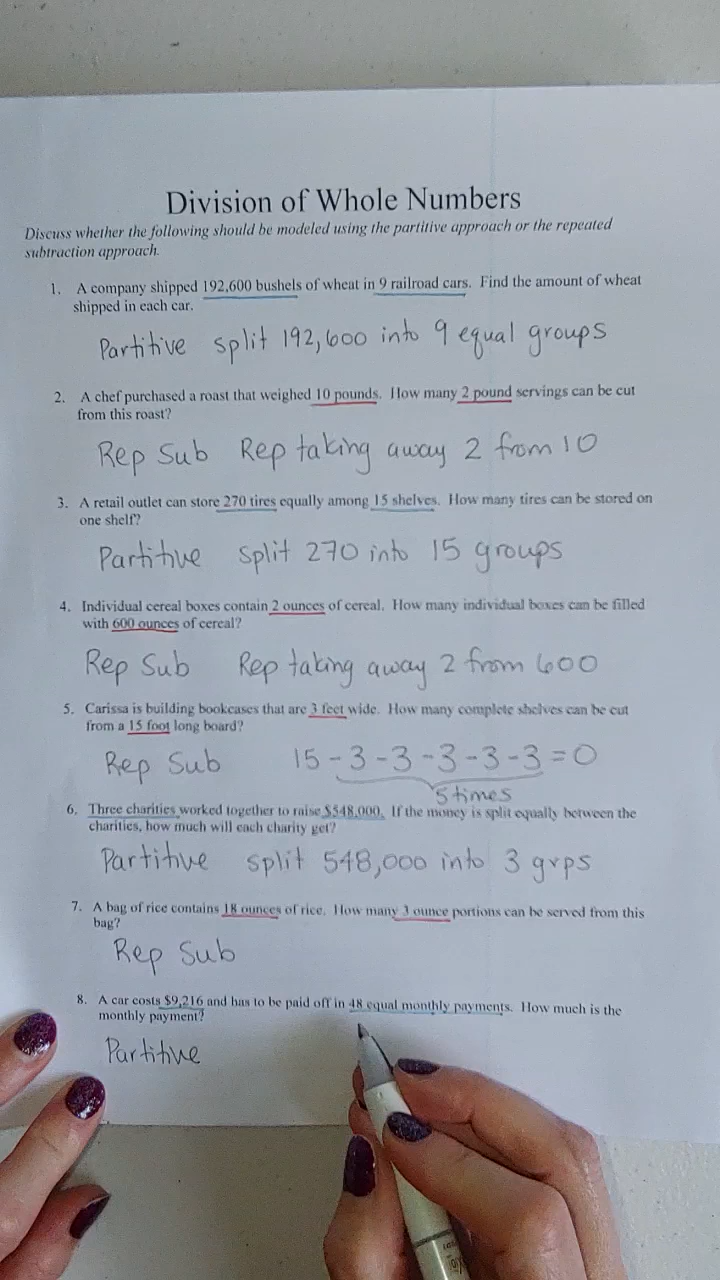 Division of Whole Numbers
Discuss whether the following should be modeled using the partitive approach or the repeated
subtraction approach.
1. A company shipped 192,600 bushels of wheat in 9 railroad cars. Find the amount of wheat
shipped in each car.
Partitive split 192,600 into 9 equal groups
2. A chef purchased a roast that weighed 10 pounds. How many 2 pound servings can be cut
from this roast?
Rep Sub Rep taking away 2 from 10
3. A retail outlet can store 270 tires equally among 15 shelves. How many tires can be stored on
one shelf?
Partitive split 270 into 15 groups
4. Individual cereal boxes contain 2 ounces of cereal. How many individual boxes can be filled
with 600 ounces of cereal?
Rep Sub Rep taking away 2 from 600
5. Carissa is building bookcases that are 3 feet wide. How many complete shelves can be cut
from a 15 foot long board?
Rep Sub 15 - 3 - 3 - 3 - 3 - 3 = 0
5 times
6. Three charities worked together to raise $548,000. If the money is split equally between the
charities, how much will each charity get?
Partitive split 548,000 into 3 grps
7. A bag of rice contains 18 ounces of rice. How many 3 ounce portions can be served from this
bag?
Rep Sub
8. A car costs $9,216 and has to be paid off in 48 equal monthly payments. How much is the
monthly payment?
Partitive